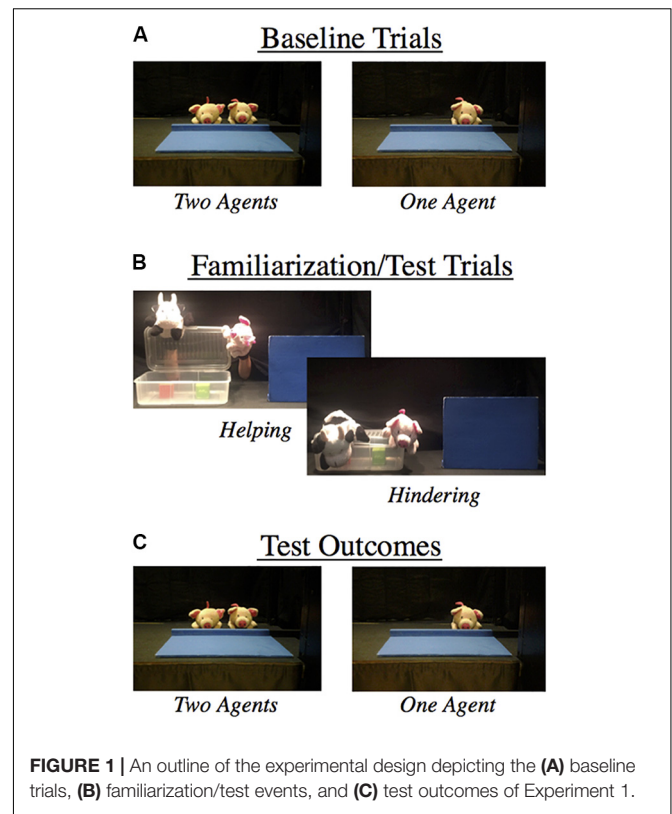 A
Baseline Trials
Two Agents
One Agent
B
Familiarization/Test Trials
Helping
Hindering
C
Test Outcomes
Two Agents
One Agent
FIGURE 1 | An outline of the experimental design depicting the (A) baseline
trials, (B) familiarization/test events, and (C) test outcomes of Experiment 1.